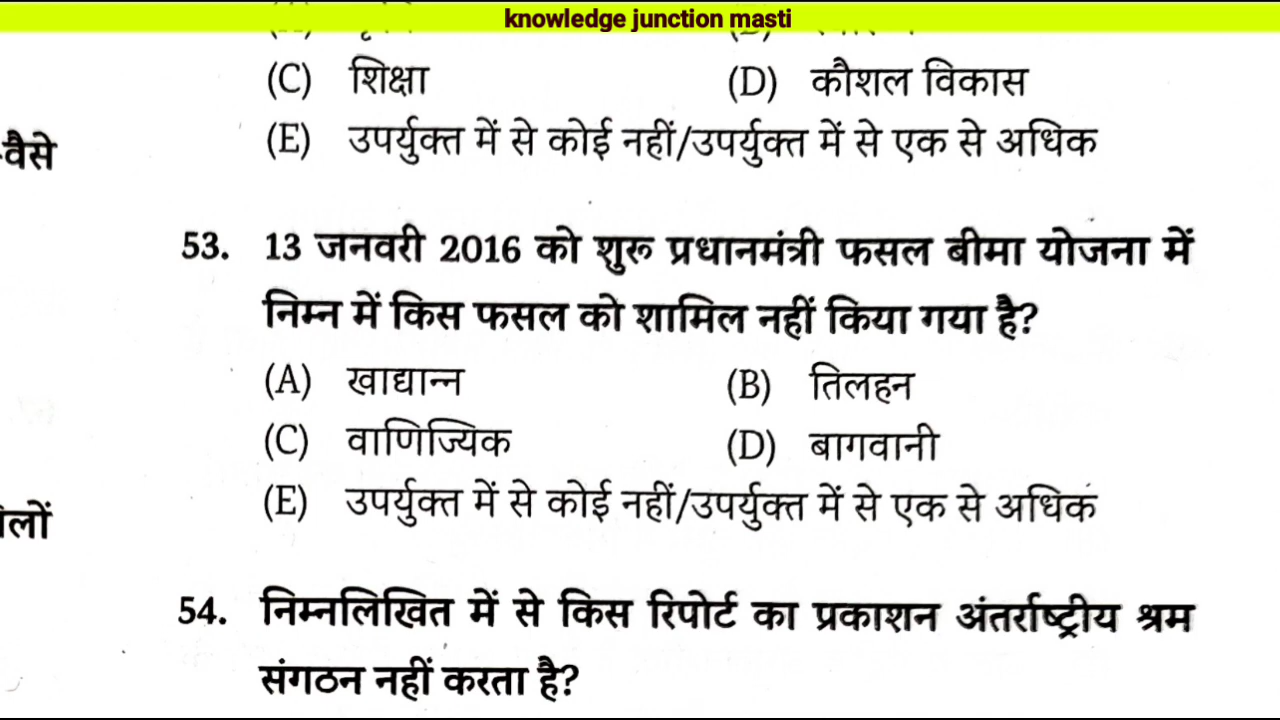 knowledge junction masti
(C) शिक्षा (D) कौशल विकास
-वैसे (E) उपर्युक्त में से कोई नहीं/उपर्युक्त में से एक से अधिक
53. 13 जनवरी 2016 को शुरू प्रधानमंत्री फसल बीमा योजना में
निम्न में किस फसल को शामिल नहीं किया गया है?
(A) खाद्यान्न (B) तिलहन
(C) वाणिज्यिक (D) बागवानी
(E) उपर्युक्त में से कोई नहीं/उपर्युक्त में से एक से अधिक
54. निम्नलिखित में से किस रिपोर्ट का प्रकाशन अंतर्राष्ट्रीय श्रम
संगठन नहीं करता है?